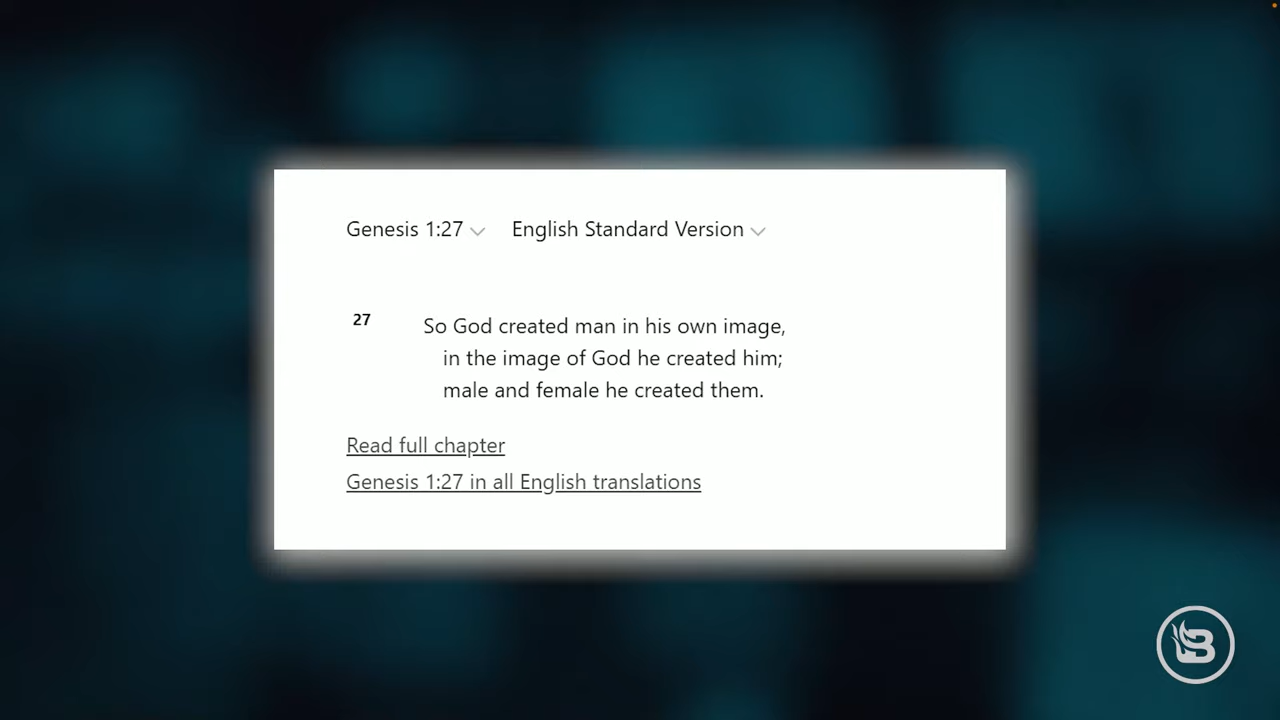 Genesis 1:27 English Standard Version
27 So God created man in his own image,
in the image of God he created him;
male and female he created them.
Read full chapter
Genesis 1:27 in all English translations
B